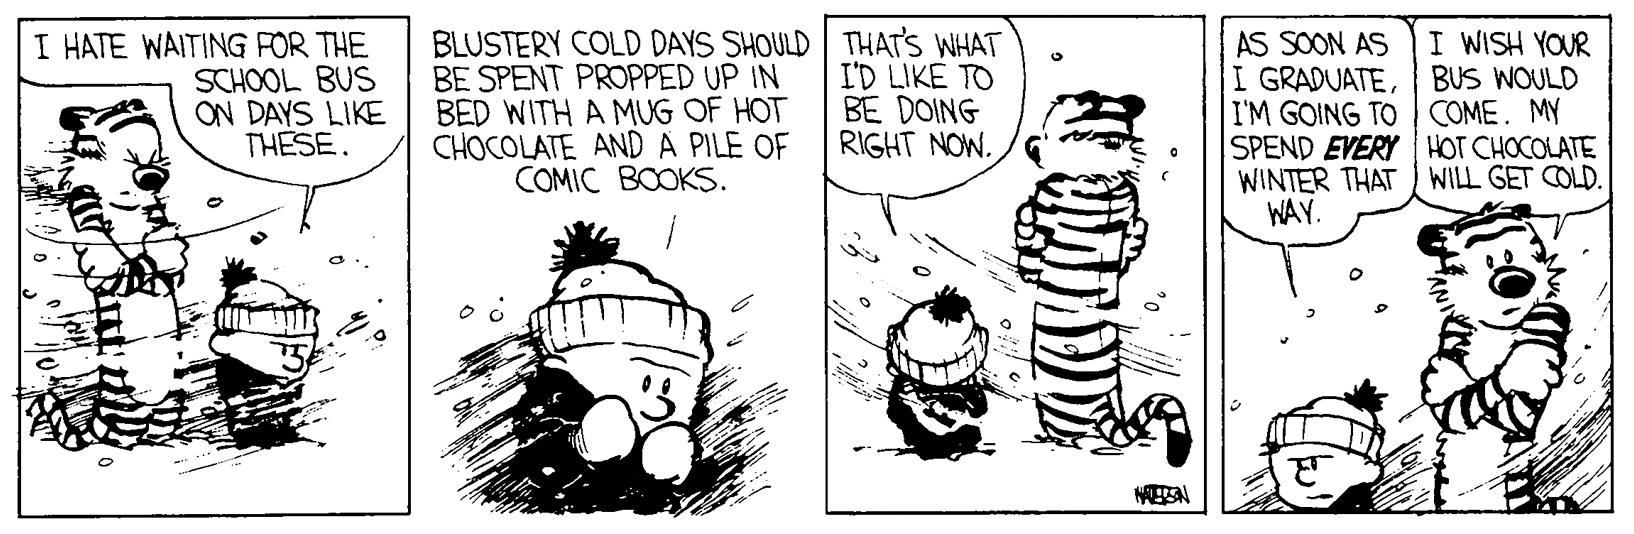 I HATE WAITING FOR THE
SCHOOL BUS
ON DAYS LIKE
THESE.
BLUSTERY COLD DAYS SHOULD
BE SPENT PROPPED UP IN
BED WITH A MUG OF HOT
CHOCOLATE AND A PILE OF
COMIC BOOKS.
THAT'S WHAT
I'D LIKE TO
BE DOING
RIGHT NOW.
WATTERSON
AS SOON AS
I GRADUATE,
I'M GOING TO
SPEND EVERY
WINTER THAT
WAY.
I WISH YOUR
BUS WOULD
COME. MY
HOT CHOCOLATE
WILL GET COLD.